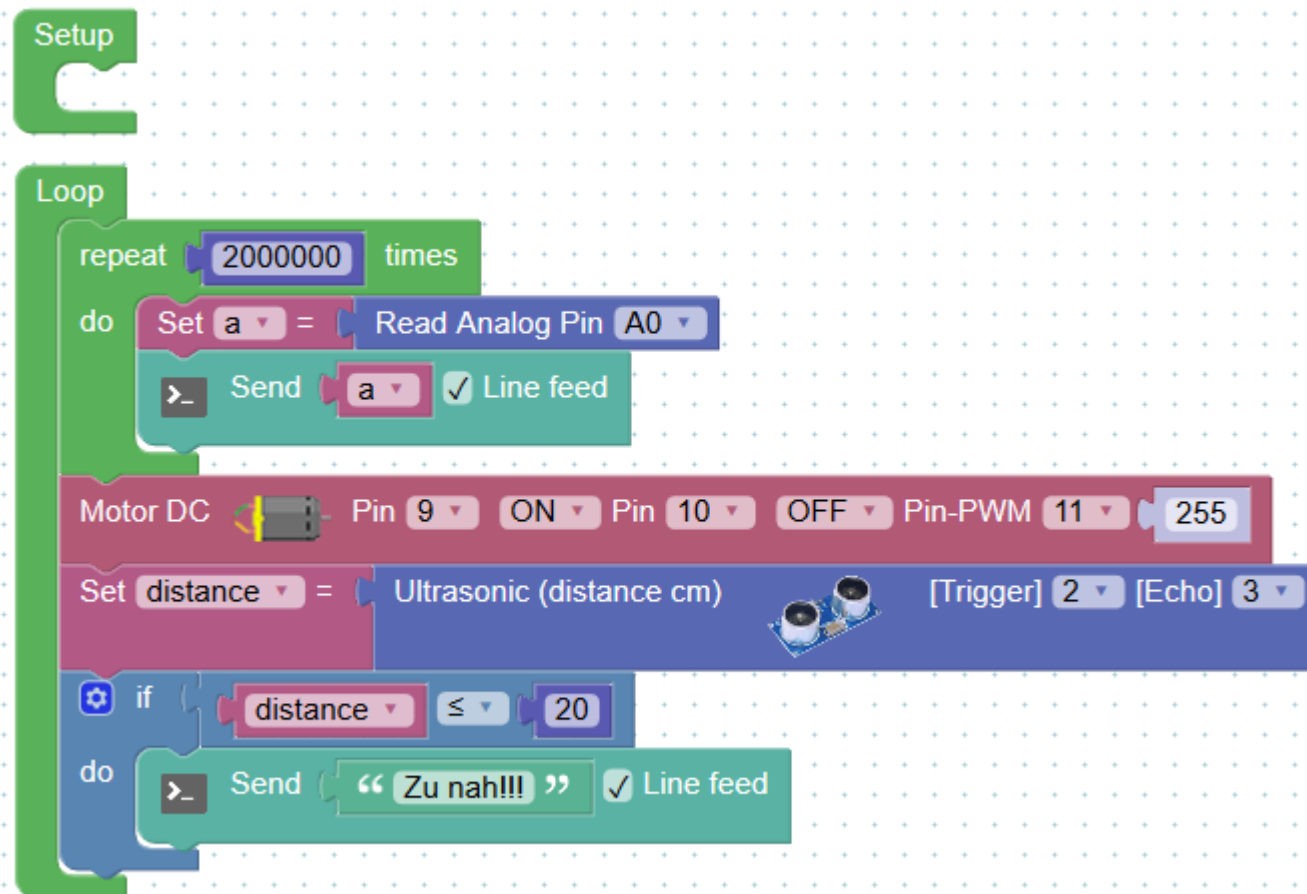 Setup
Loop
repeat 2000000 times
do Set a = Read Analog Pin A0
>_ Send a ✓ Line feed
Motor DC Pin 9 ON Pin 10 OFF Pin-PWM 11 255
Set distance = Ultrasonic (distance cm) [Trigger] 2 [Echo] 3
if distance ≤ 20
do >_ Send “ Zu nah!!! ” ✓ Line feed